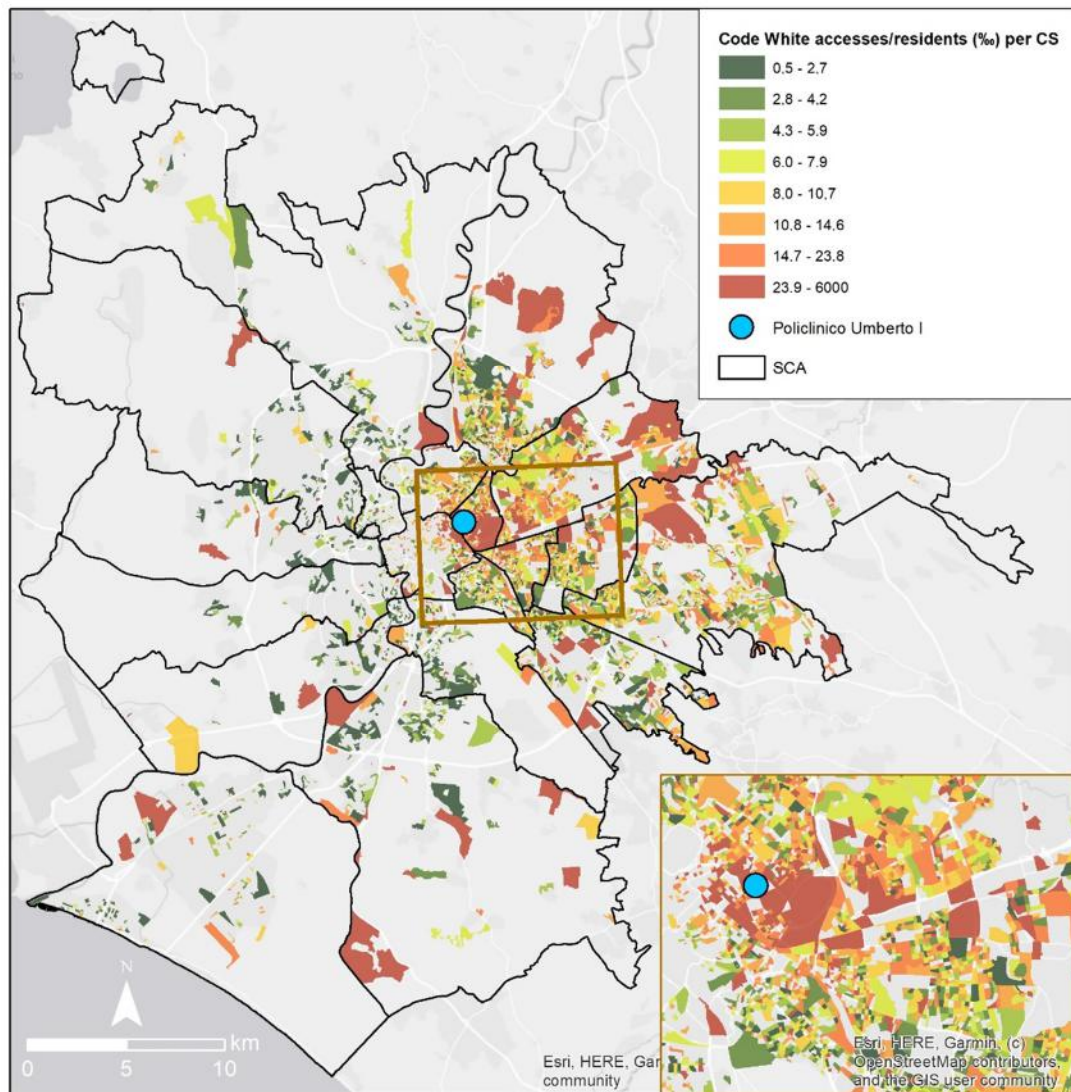 Code White accesses/residents (‰) per CS
0.5 - 2.7
2.8 - 4.2
4.3 - 5.9
6.0 - 7.9
8.0 - 10.7
10.8 - 14.6
14.7 - 23.8
23.9 - 6000
Policlinico Umberto I
SCA
N
km
0 5 10
Esri, HERE, Gar
community
Esri, HERE, Garmin, (c)
OpenStreetMap contributors,
and the GIS user community